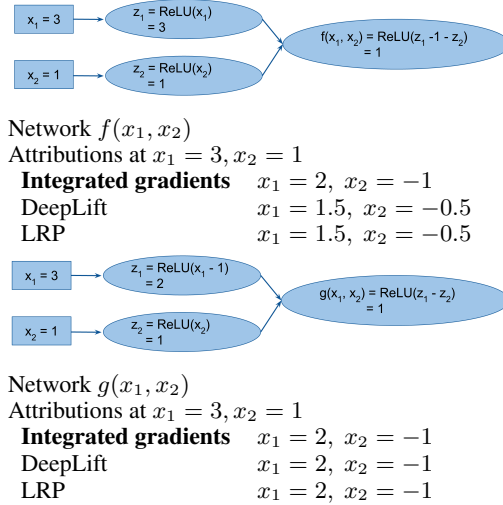 x₁ = 3
z₁ = ReLU(x₁)
= 3
f(x₁, x₂) = ReLU(z₁ -1 - z₂)
= 1
x₂ = 1
z₂ = ReLU(x₂)
= 1
Network f(x₁, x₂)
Attributions at x₁ = 3, x₂ = 1
Integrated gradients x₁ = 2, x₂ = −1
DeepLift x₁ = 1.5, x₂ = −0.5
LRP x₁ = 1.5, x₂ = −0.5
x₁ = 3
z₁ = ReLU(x₁ - 1)
= 2
g(x₁, x₂) = ReLU(z₁ - z₂)
= 1
x₂ = 1
z₂ = ReLU(x₂)
= 1
Network g(x₁, x₂)
Attributions at x₁ = 3, x₂ = 1
Integrated gradients x₁ = 2, x₂ = −1
DeepLift x₁ = 2, x₂ = −1
LRP x₁ = 2, x₂ = −1